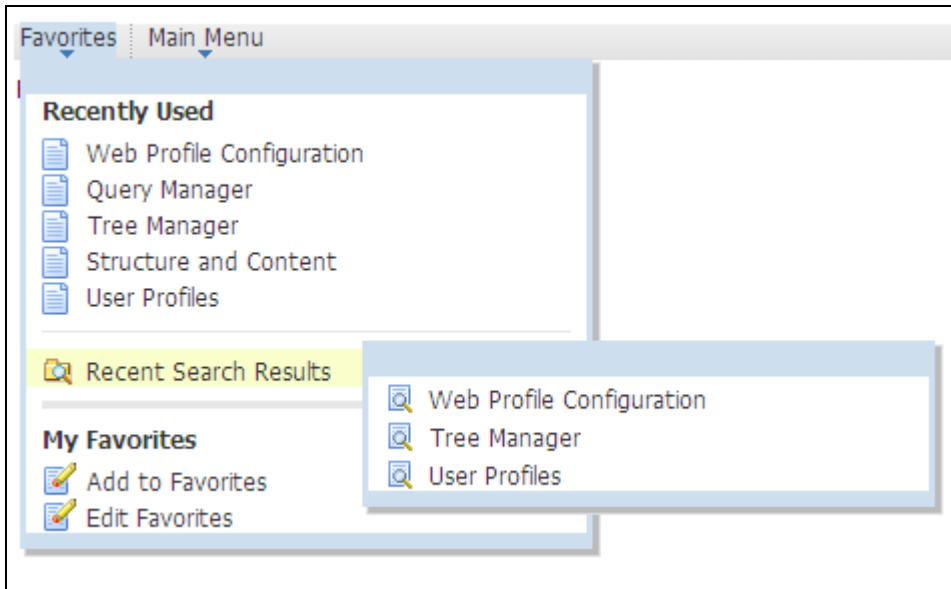 Favorites Main Menu
Recently Used
Web Profile Configuration
Query Manager
Tree Manager
Structure and Content
User Profiles
Recent Search Results
Web Profile Configuration
Tree Manager
User Profiles
My Favorites
Add to Favorites
Edit Favorites